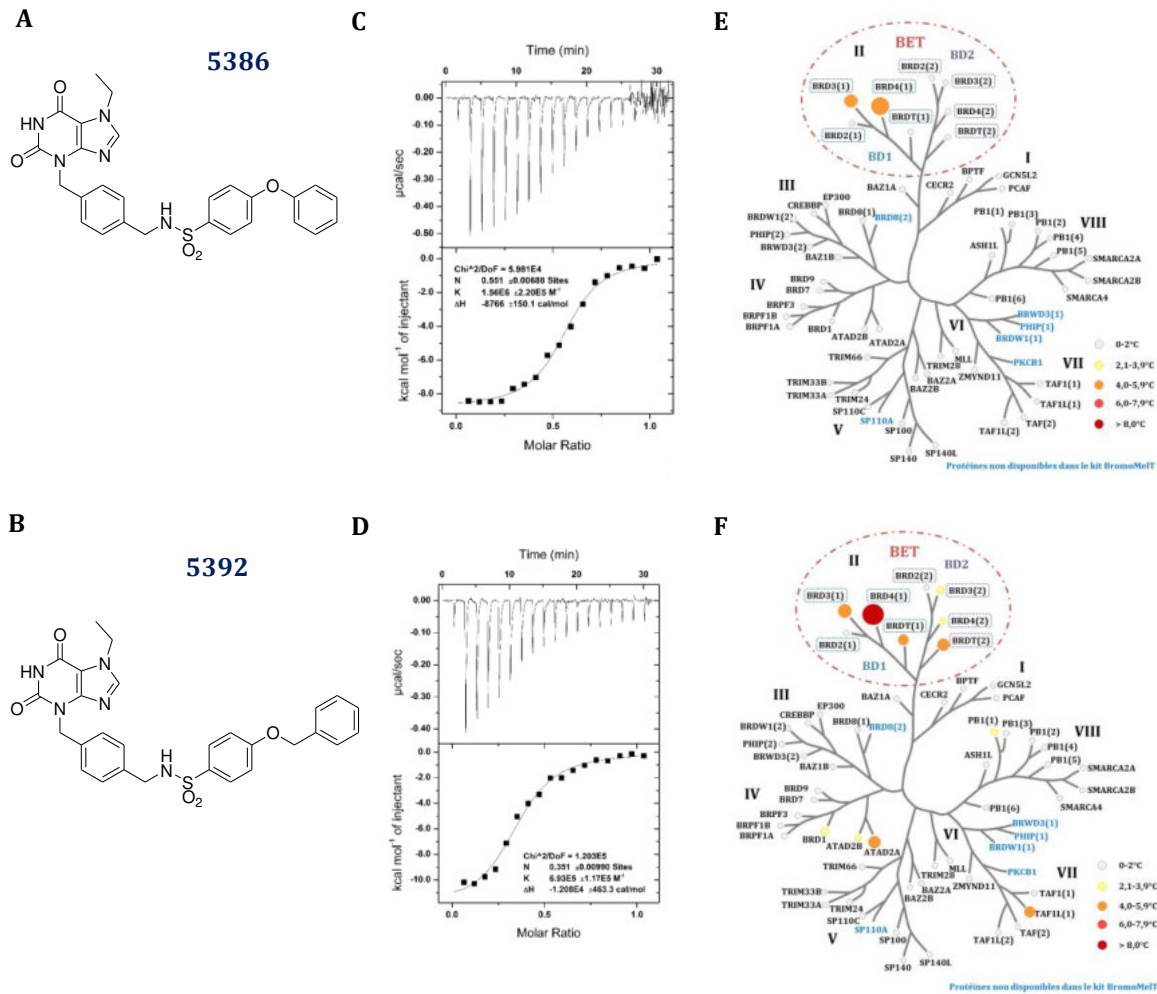 A
5386
O
N
HN
O
N
N
O
N
H
S
O2
C
Time (min)
0 10 20 30
0.00
-0.10
-0.20
-0.30
-0.40
-0.50
µcal/sec
0.0
-2.0
-4.0
-6.0
-8.0
kcal mol-1 of injectant
Chi^2/DoF = 5.981E4
N 0.551 ±0.00688 Sites
K 1.56E6 ±2.20E5 M-1
ΔH -8766 ±150.1 cal/mol
0.0 0.5 1.0
Molar Ratio
E
BET
II
BD2
BRD2(2)
BRD3(2)
BRD3(1)
BRD4(1)
BRDT(1)
BRD4(2)
BRD2(1)
BRDT(2)
BD1
I
BPTF
GCN5L2
CECR2
PCAF
BAZ1A
III
EP300
CREBBP
BRD8(1)
BRD8(2)
BRDW1(2)
PHIP(2)
BRWD3(2)
BAZ1B
PB1(1)
PB1(3)
PB1(2)
VIII
PB1(4)
ASH1L
PB1(5)
SMARCA2A
SMARCA2B
SMARCA4
IV
BRD9
BRD7
BRPF3
BRPF1B
BRPF1A
BRD1
ATAD2B
ATAD2A
PB1(6)
VI
BRWD3(1)
PHIP(1)
BRDW1(1)
TRIM66
MLL
TRIM28
VII
PKCB1
ZMYND11
BAZ2A
BAZ2B
TRIM33B
TRIM33A
TRIM24
SP110C
SP110A
V
SP100
SP140
SP140L
TAF1(1)
TAF1L(1)
TAF(2)
TAF1L(2)
0-2°C
2,1-3,9°C
4,0-5,9°C
6,0-7,9°C
> 8,0°C
Protéines non disponibles dans le kit BromoMelT
B
5392
O
N
HN
O
N
N
O
N
H
S
O2
D
Time (min)
0 10 20 30
0.00
-0.10
-0.20
-0.30
-0.40
µcal/sec
0.0
-2.0
-4.0
-6.0
-8.0
-10.0
kcal mol-1 of injectant
Chi^2/DoF = 1.203E5
N 0.351 ±0.00990 Sites
K 6.93E5 ±1.17E5 M-1
ΔH -1.208E4 ±463.3 cal/mol
0.0 0.5 1.0
Molar Ratio
F
BET
II
BD2
BRD2(2)
BRD3(2)
BRD3(1)
BRD4(1)
BRDT(1)
BRD4(2)
BRD2(1)
BRDT(2)
BD1
I
BPTF
GCN5L2
CECR2
PCAF
BAZ1A
III
EP300
CREBBP
BRD8(1)
BRD8(2)
BRDW1(2)
PHIP(2)
BRWD3(2)
BAZ1B
PB1(1)
PB1(3)
PB1(2)
VIII
PB1(4)
ASH1L
PB1(5)
SMARCA2A
SMARCA2B
SMARCA4
IV
BRD9
BRD7
BRPF3
BRPF1B
BRPF1A
BRD1
ATAD2B
ATAD2A
PB1(6)
VI
BRWD3(1)
PHIP(1)
BRDW1(1)
TRIM66
MLL
TRIM28
VII
PKCB1
ZMYND11
BAZ2A
BAZ2B
TRIM33B
TRIM33A
TRIM24
SP110C
SP110A
V
SP100
SP140
SP140L
TAF1(1)
TAF1L(1)
TAF(2)
TAF1L(2)
0-2°C
2,1-3,9°C
4,0-5,9°C
6,0-7,9°C
> 8,0°C
Protéines non disponibles dans le kit BromoMelT